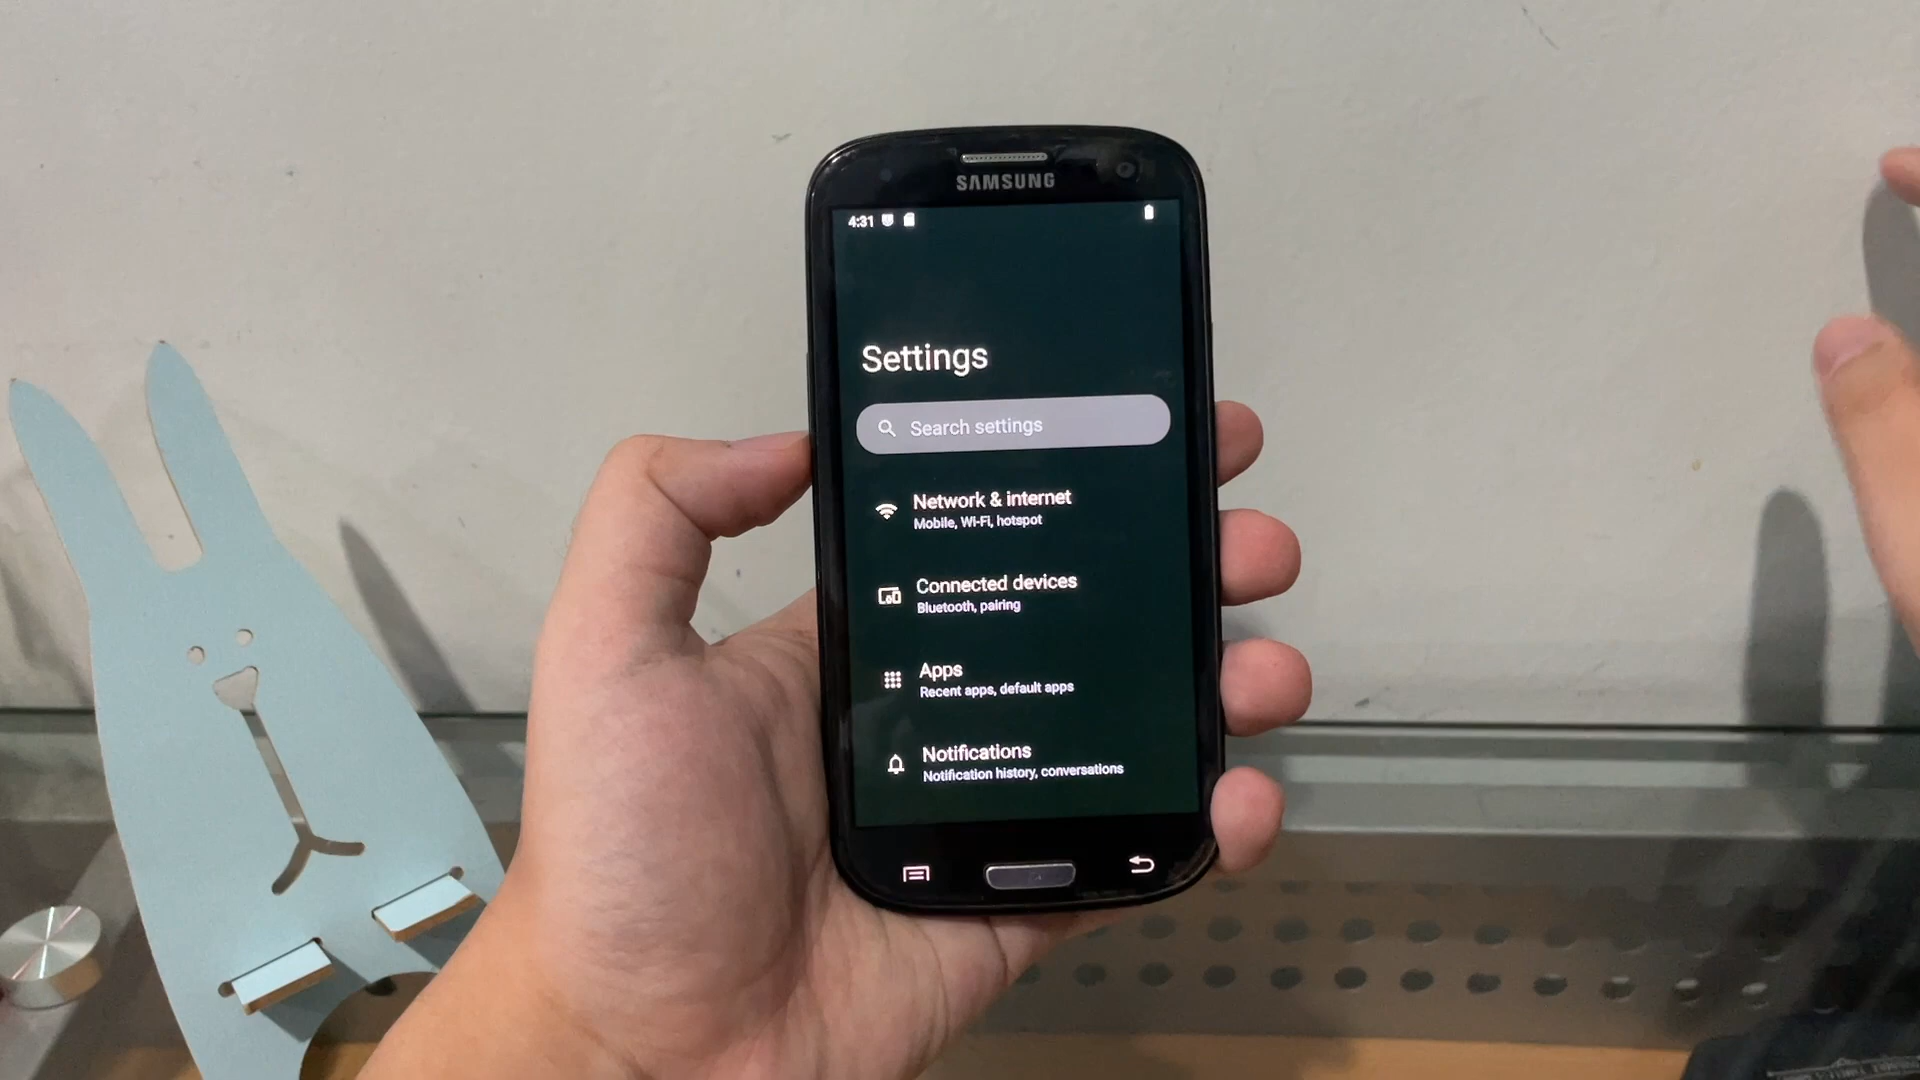 SAMSUNG
4:31
Settings
Search settings
Network & internet
Mobile, Wi-Fi, hotspot
Connected devices
Bluetooth, pairing
Apps
Recent apps, default apps
Notifications
Notification history, conversations